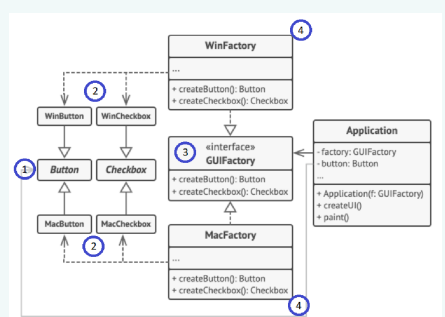 4
WinFactory
...
+ createButton(): Button
+ createCheckbox(): Checkbox
2
WinButton
WinCheckbox
1
Button
Checkbox
3
«interface»
GUIFactory
+ createButton(): Button
+ createCheckbox(): Checkbox
Application
- factory: GUIFactory
- button: Button
...
+ Application(f: GUIFactory)
+ createUI()
+ paint()
MacButton
MacCheckbox
2
MacFactory
...
+ createButton(): Button
+ createCheckbox(): Checkbox
4